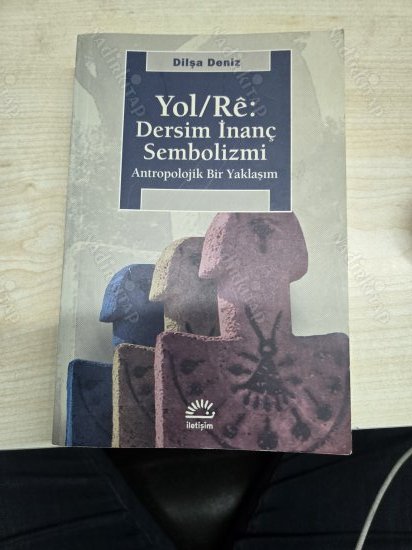 Dilşa Deniz
Yol/Rê:
Dersim İnanç
Sembolizmi
Antropolojik Bir Yaklaşım
iletişim